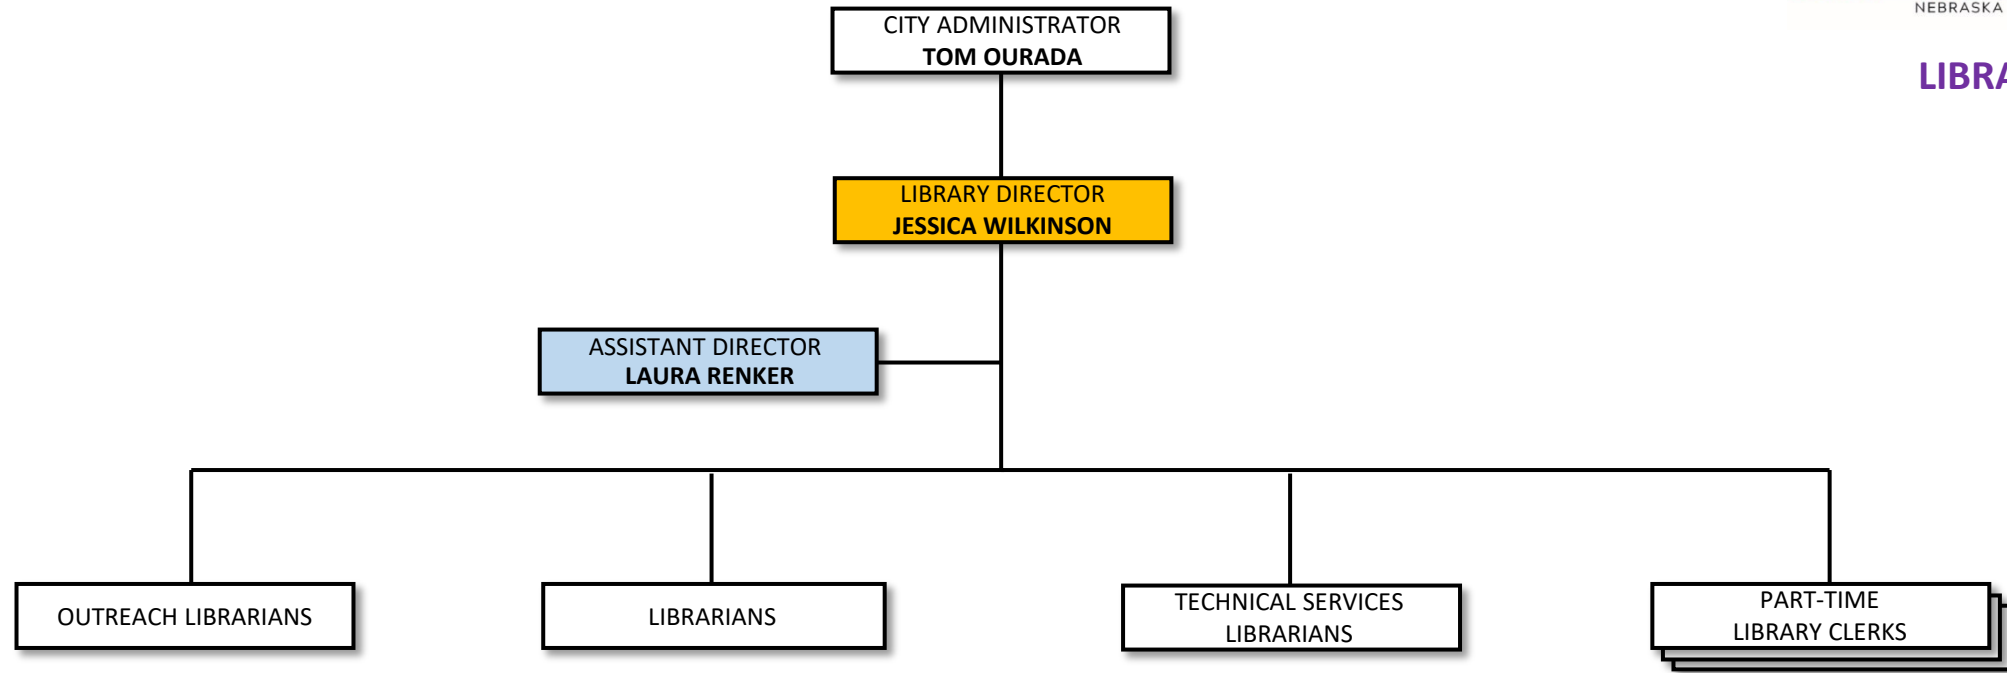 NEBRASKA
CITY ADMINISTRATOR
TOM OURADA
LIBRARY DIRECTOR
JESSICA WILKINSON
ASSISTANT DIRECTOR
LAURA RENKER
OUTREACH LIBRARIANS
LIBRARIANS
TECHNICAL SERVICES
LIBRARIANS
PART-TIME
LIBRARY CLERKS